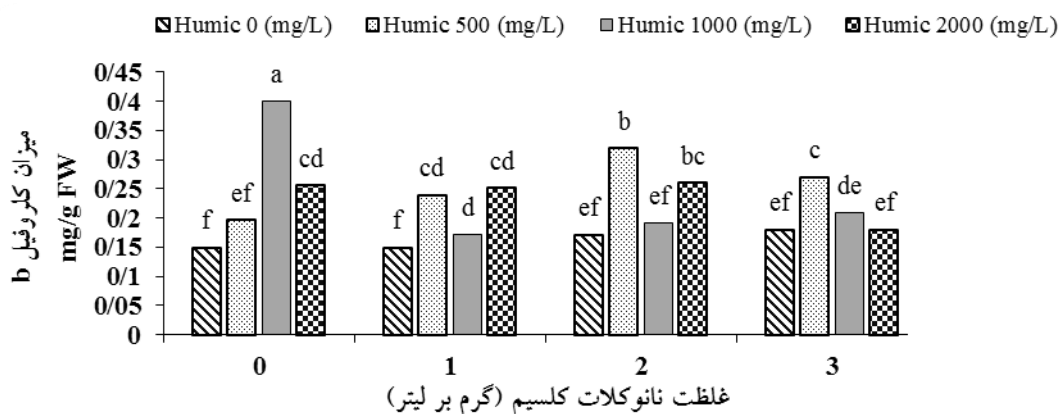 Humic 0 (mg/L) Humic 500 (mg/L) Humic 1000 (mg/L) Humic 2000 (mg/L)
میزان کلروفیل b
mg/g FW
0/45
0/4
0/35
0/3
0/25
0/2
0/15
0/1
0/05
0
f ef a cd
f cd d cd
ef b ef bc
ef c de ef
0 1 2 3
غلظت نانوکلات کلسیم (گرم بر لیتر)